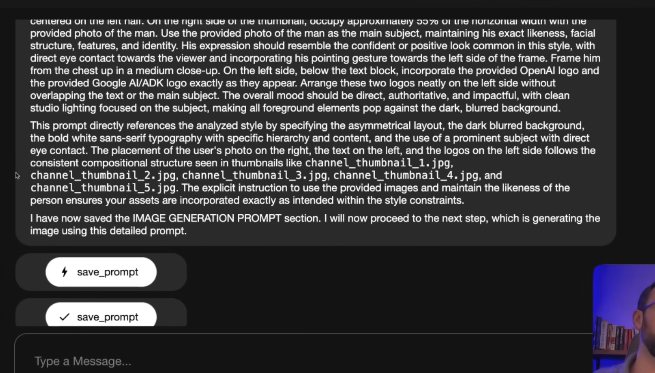 centered on the left half. On the right side of the thumbnail, occupy approximately 55% of the horizontal width with the
provided photo of the man. Use the provided photo of the man as the main subject, maintaining his exact likeness, facial
structure, features, and identity. His expression should resemble the confident or positive look common in this style, with
direct eye contact towards the viewer and incorporating his pointing gesture towards the left side of the frame. Frame him
from the chest up in a medium close-up. On the left side, below the text block, incorporate the provided OpenAI logo and
the provided Google AI/ADK logo exactly as they appear. Arrange these two logos neatly on the left side without
overlapping the text or the main subject. The overall mood should be direct, authoritative, and impactful, with clean
studio lighting focused on the subject, making all foreground elements pop against the dark, blurred background.
This prompt directly references the analyzed style by specifying the asymmetrical layout, the dark blurred background,
the bold white sans-serif typography with specific hierarchy and content, and the use of a prominent subject with direct
eye contact. The placement of the user's photo on the right, the text on the left, and the logos on the left side follows the
consistent compositional structure seen in thumbnails like channel_thumbnail_1.jpg,
channel_thumbnail_2.jpg, channel_thumbnail_3.jpg, channel_thumbnail_4.jpg, and
channel_thumbnail_5.jpg. The explicit instruction to use the provided images and maintain the likeness of the
person ensures your assets are incorporated exactly as intended within the style constraints.
I have now saved the IMAGE GENERATION PROMPT section. I will now proceed to the next step, which is generating the
image using this detailed prompt.
save_prompt
save_prompt
Type a Message...